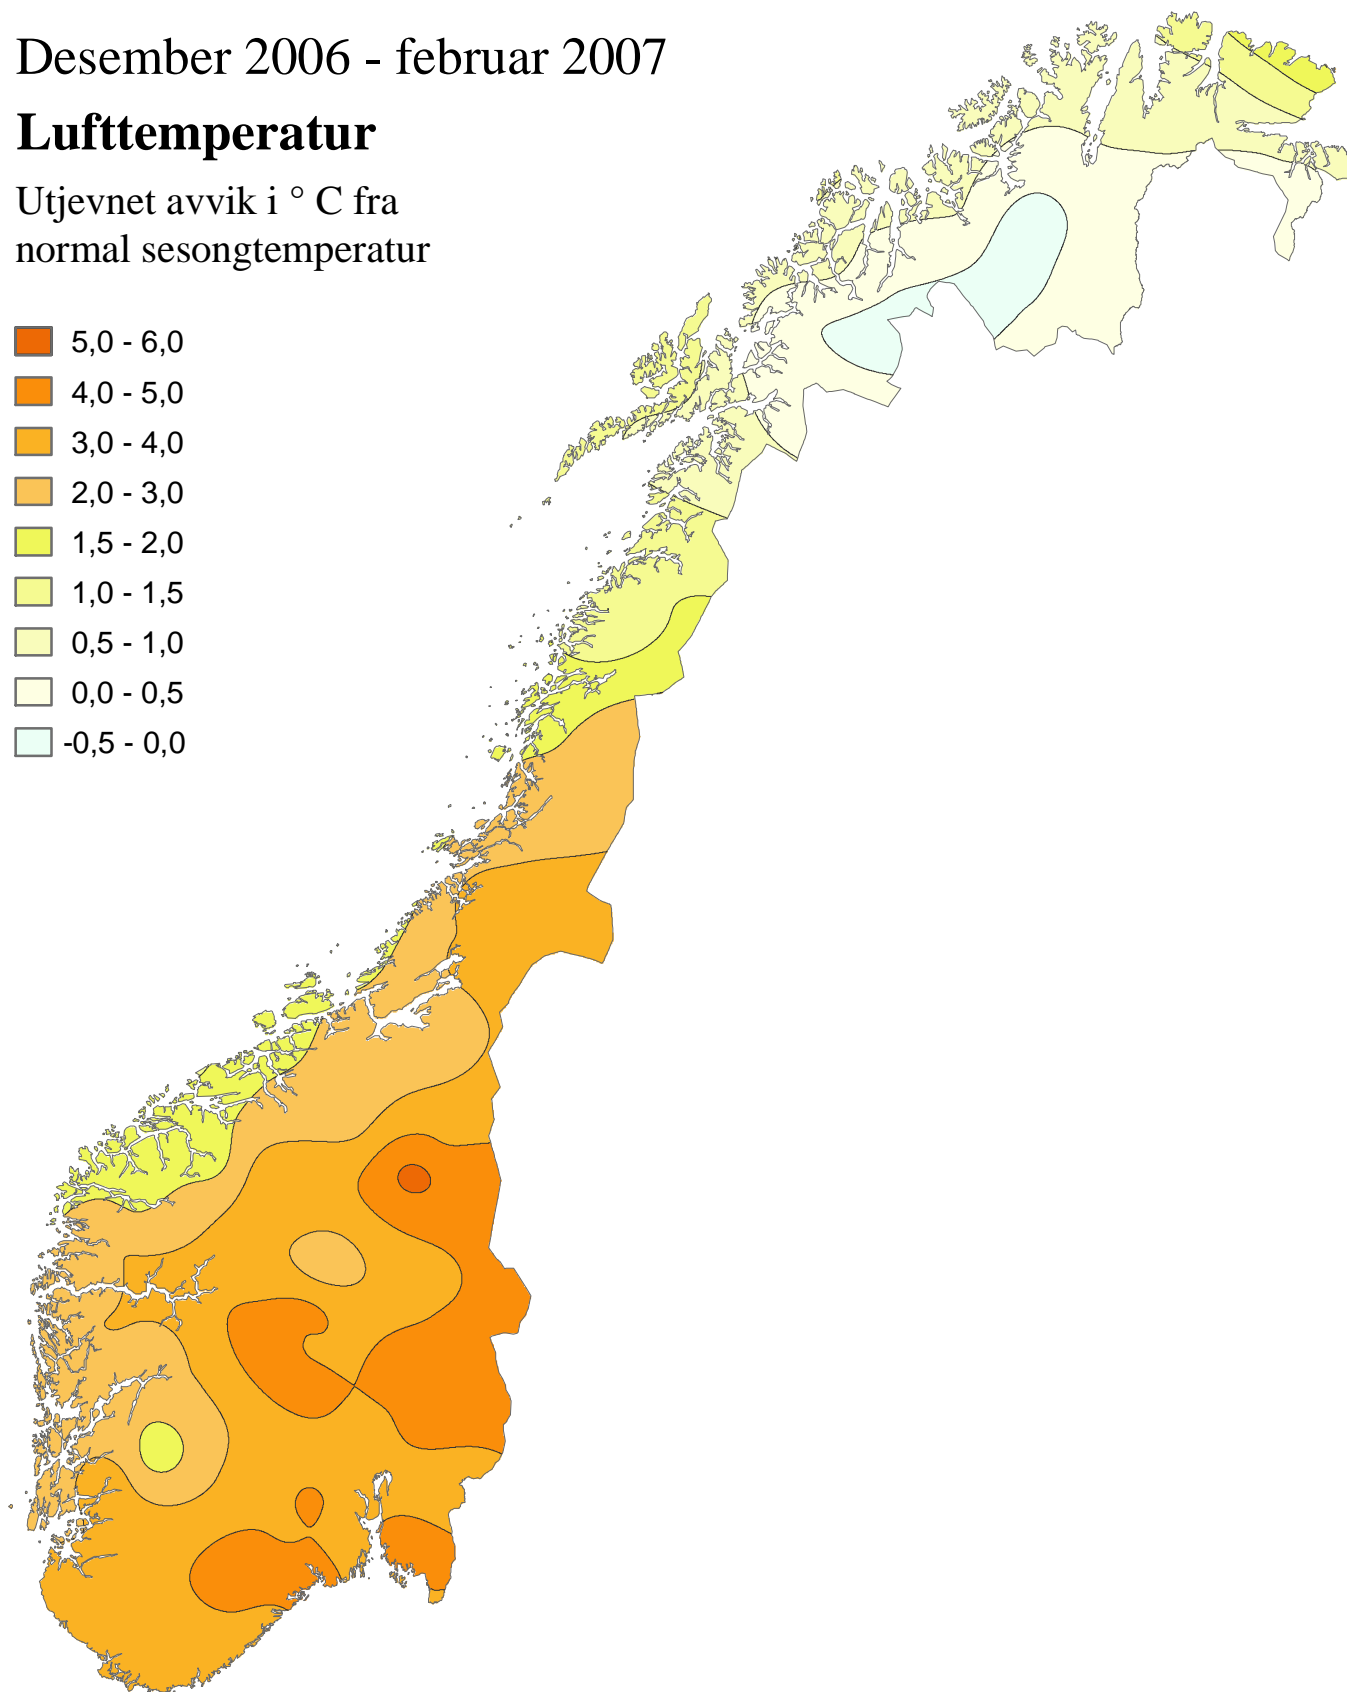 Desember 2006 - februar 2007
Lufttemperatur
Utjevnet avvik i ° C fra
normal sesongtemperatur
5,0 - 6,0
4,0 - 5,0
3,0 - 4,0
2,0 - 3,0
1,5 - 2,0
1,0 - 1,5
0,5 - 1,0
0,0 - 0,5
-0,5 - 0,0